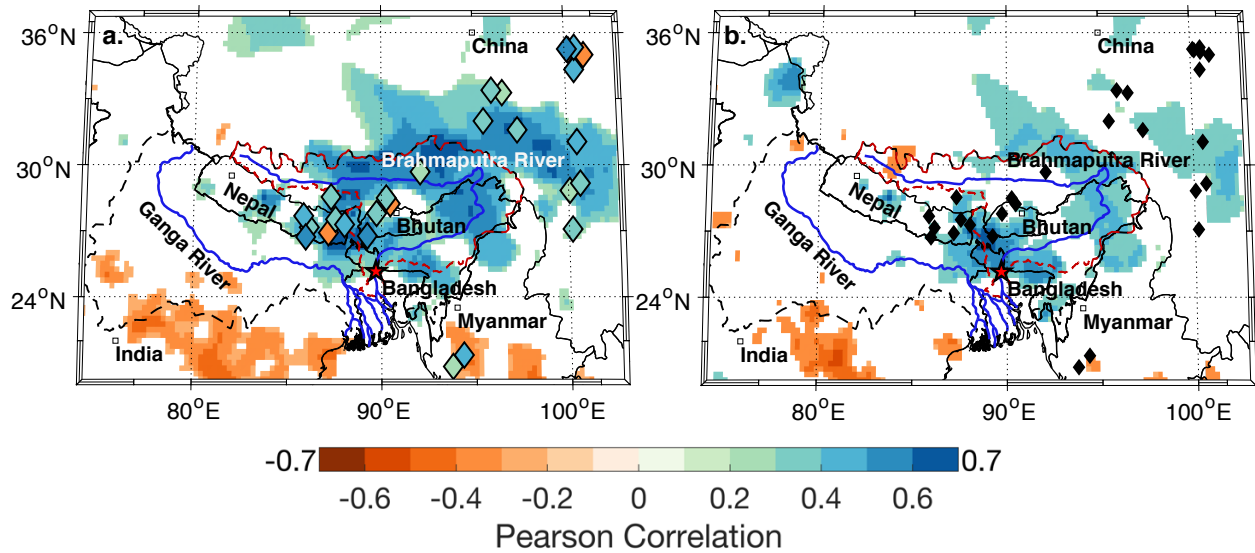 36°N
30°N
24°N
a.
China
Brahmaputra River
Nepal
Ganga River
Bhutan
Bangladesh
Myanmar
India
80°E
90°E
100°E
b.
China
Brahmaputra River
Nepal
Ganga River
Bhutan
Bangladesh
Myanmar
India
36°N
30°N
24°N
80°E
90°E
100°E
-0.7
0.7
-0.6
-0.4
-0.2
0
0.2
0.4
0.6
Pearson Correlation